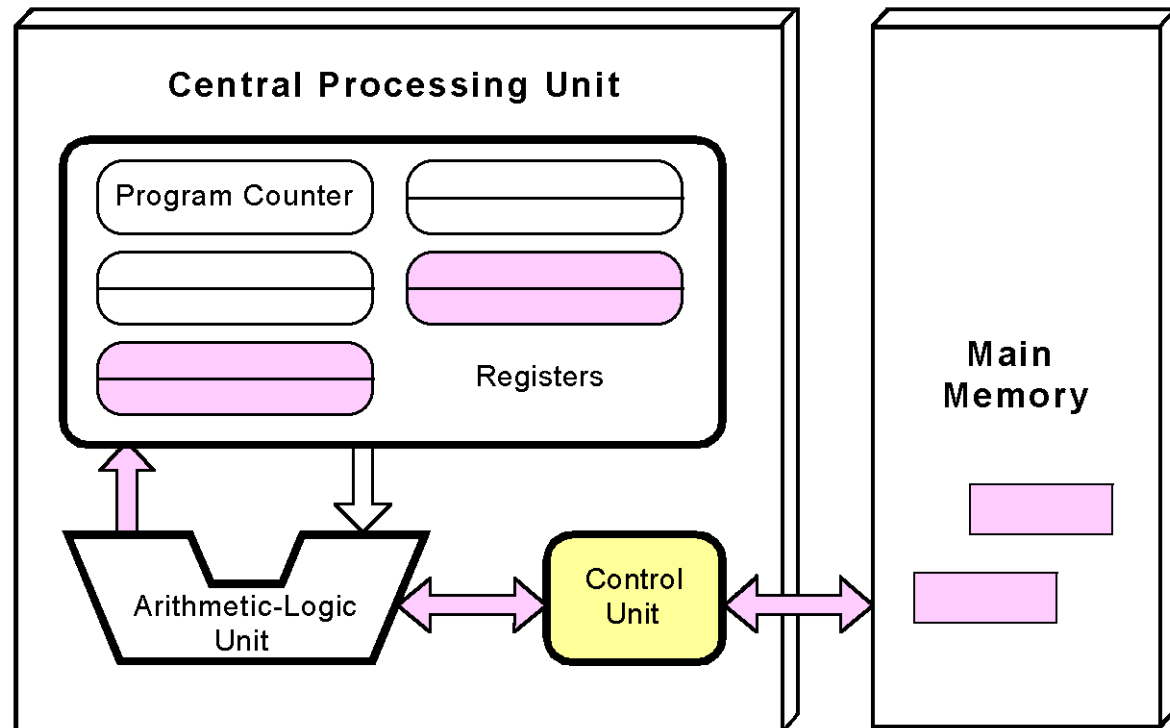 Central Processing Unit
Program Counter
Registers
Arithmetic-Logic
Unit
Control
Unit
Main
Memory